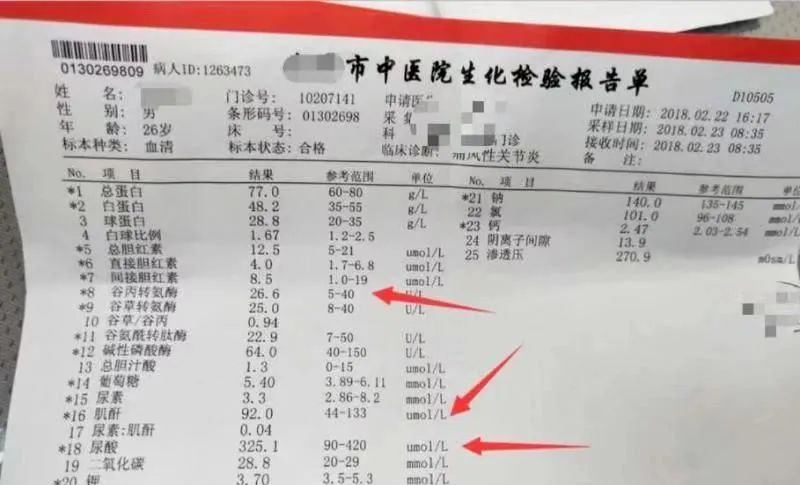 市中医院生化检验报告单
0130269809 病人ID:1263473 D10505
姓 名: 门诊号: 10207141 申请医 申请日期: 2018.02.22 16:17
性 别: 男 条形码号: 01302698 采 采样日期: 2018.02.23 08:35
年 龄: 26岁 床 号: 科 门诊 接收时间: 2018.02.23 08:35
标本种类: 血清 标本状态: 合格 临床诊断: 痛风性关节炎 备注:
No. 项 目 结果 参考范围 单位
*1 总蛋白 77.0 60-80 g/L
*2 白蛋白 48.2 35-55 g/L
3 球蛋白 28.8 20-35 g/L
4 白球比例 1.67 1.2-2.5
*5 总胆红素 12.5 5-21 umol/L
*6 直接胆红素 4.0 1.7-6.8 umol/L
*7 间接胆红素 8.5 1.0-19 umol/L
*8 谷丙转氨酶 26.6 5-40 U/L
*9 谷草转氨酶 25.0 8-40 U/L
10 谷草/谷丙 0.94
*11 谷氨酰转肽酶 22.9 7-50 U/L
*12 碱性磷酸酶 64.0 40-150 U/L
13 总胆汁酸 1.3 0-15 umol/L
*14 葡萄糖 5.40 3.89-6.11 mmol/L
*15 尿素 3.3 2.86-8.2 mmol/L
*16 肌酐 92.0 44-133 umol/L
17 尿素:肌酐 0.04
*18 尿酸 325.1 90-420 umol/L
19 二氧化碳 28.8 20-29 mmol/L
*20 钾 3.70 3.5-5.3 mmol/L
No. 项 目 结果 参考范围 单位
*21 钠 140.0 135-145 mmol
22 氯 101.0 96-108 mmol/
*23 钙 2.47 2.03-2.54 mmol/
24 阴离子间隙 13.9
25 渗透压 270.9 mOsm/L